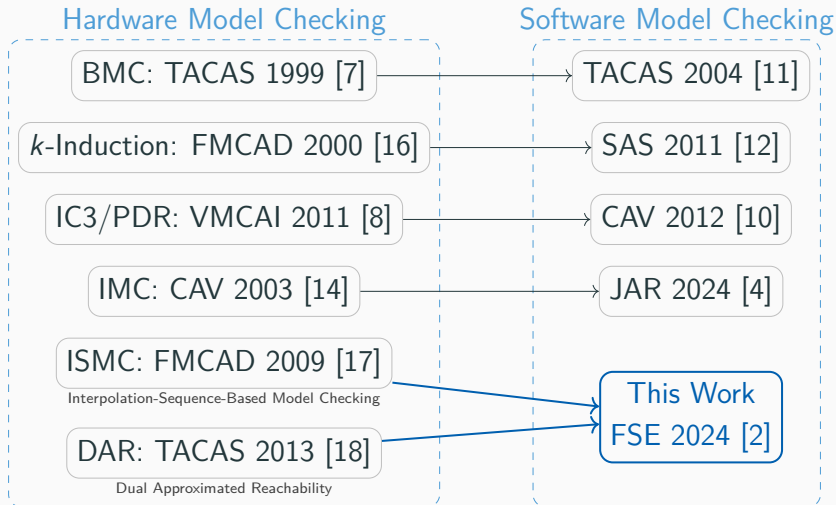 Hardware Model Checking
Software Model Checking
BMC: TACAS 1999 [7]
TACAS 2004 [11]
k-Induction: FMCAD 2000 [16]
SAS 2011 [12]
IC3/PDR: VMCAI 2011 [8]
CAV 2012 [10]
IMC: CAV 2003 [14]
JAR 2024 [4]
ISMC: FMCAD 2009 [17]
Interpolation-Sequence-Based Model Checking
This Work
FSE 2024 [2]
DAR: TACAS 2013 [18]
Dual Approximated Reachability